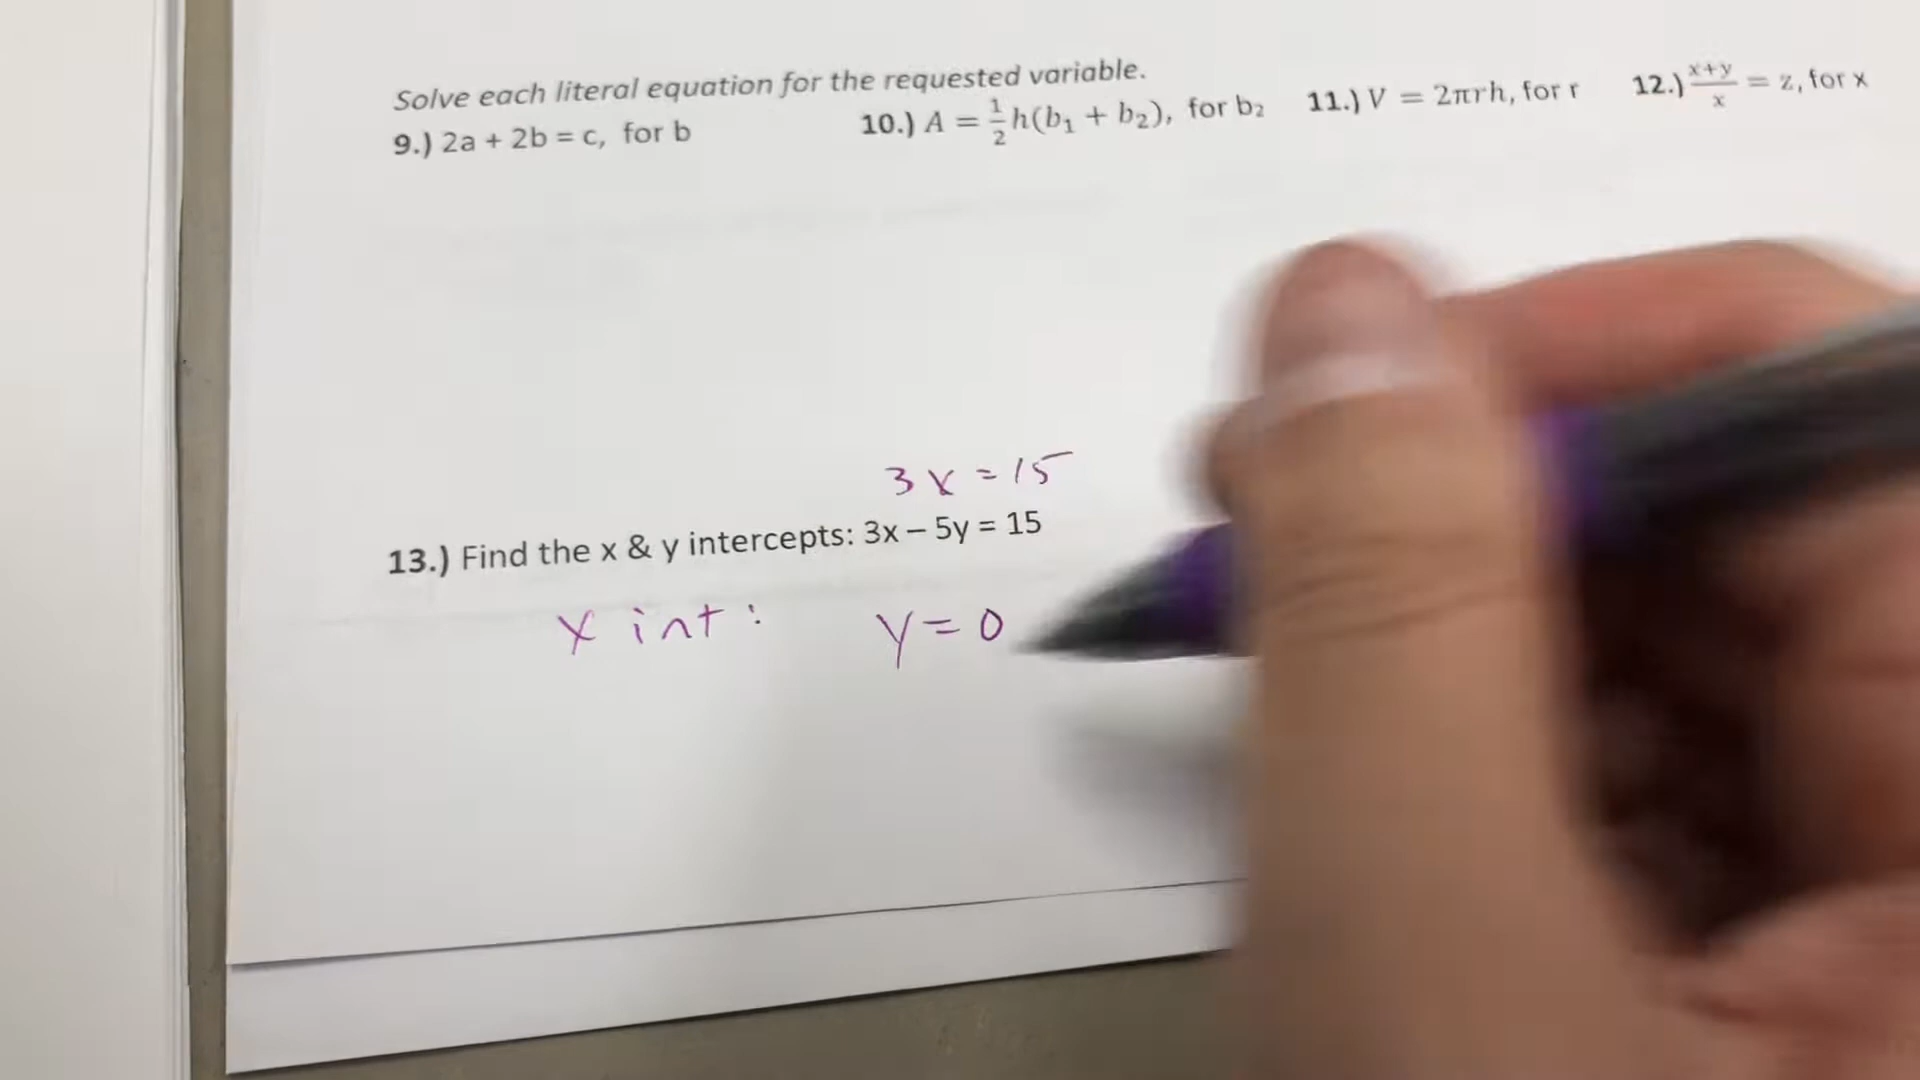 Solve each literal equation for the requested variable.
9.) 2a + 2b = c, for b 10.) A = 1/2 h(b₁ + b₂), for b₂ 11.) V = 2πrh, for r 12.) x+y/x = z, for x
3x = 15
13.) Find the x & y intercepts: 3x – 5y = 15
x int : y = 0